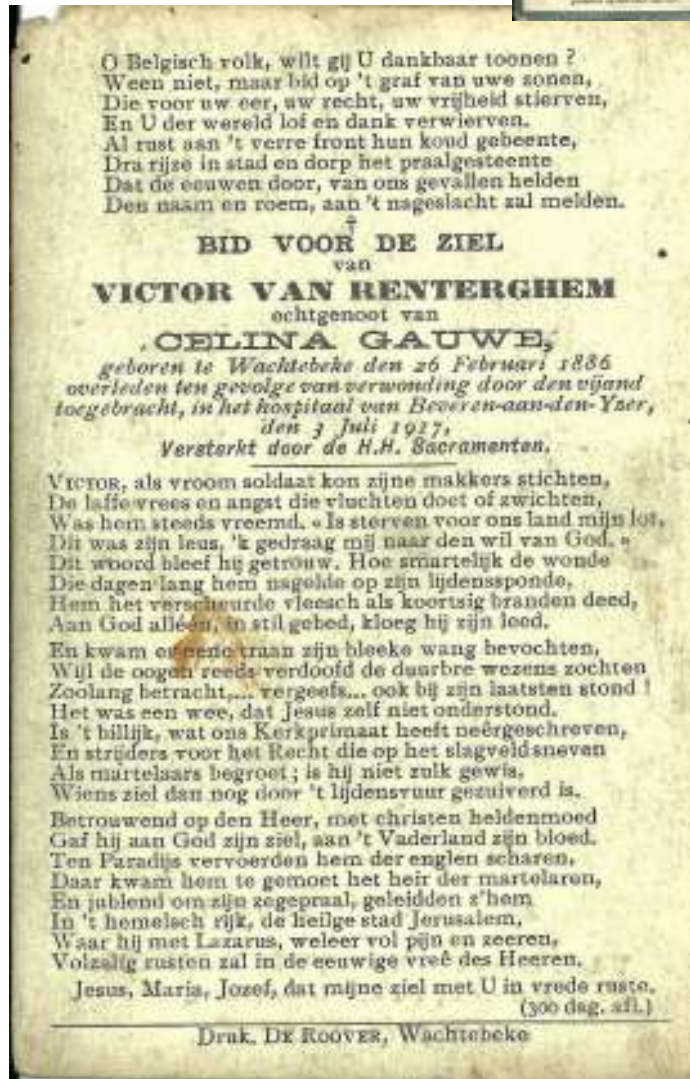 O Belgisch volk, wilt gij U dankbaar toonen ?
Ween niet, maar bid op 't graf van uwe zonen,
Die voor uw eer, uw recht, uw vrijheid stierven,
En U der wereld lof en dank verwierven.
Al rust aan 't verre front hun koud gebeente,
Dra rijze in stad en dorp het praalgesteente
Dat de eeuwen door, van ons gevallen helden
Den naam en roem, aan 't nageslacht zal melden.
†
BID VOOR DE ZIEL
van
VICTOR VAN RENTERGHEM
echtgenoot van
CELINA GAUWE,
geboren te Wachtebeke den 26 Februari 1886
overleden ten gevolge van verwonding door den vijand
toegebracht, in het hospitaal van Beveren-aan-den-Yzer,
den 3 Juli 1917,
Versterkt door de H.H. Sacramenten.
VICTOR, als vroom soldaat kon zijne makkers stichten,
De laffe vrees en angst die vluchten doet of zwichten,
Was hem steeds vreemd. « Is sterven voor ons land mijn lot,
Dit was zijn leus, 'k gedraag mij naar den wil van God. »
Dit woord bleef hij getrouw. Hoe smartelijk de wonde
Die dagen lang hem nagelde op zijn lijdenssponde,
Hem het verscheurde vleesch als koortsig branden deed,
Aan God alléén, in stil gebed, kloeg hij zijn leed.
En kwam er eene traan zijn bleeke wang bevochten,
Wijl de oogen reeds verdoofd de duurbre wezens zochten
Zoolang betracht,... vergeefs... ook bij zijn laatsten stond !
Het was een wee, dat Jesus zelf niet onderstond.
Is 't billijk, wat ons Kerkprimaat heeft neêrgeschreven,
En strijders voor het Recht die op het slagveld sneven
Als martelaars begroet ; is hij niet zulk gewis,
Wiens ziel dan nog door 't lijdensvuur gezuiverd is.
Betrouwend op den Heer, met christen heldenmoed
Gaf hij aan God zijn ziel, aan 't Vaderland zijn bloed.
Ten Paradijs vervoerden hem der englen scharen,
Daar kwam hem te gemoet het heir der martelaren,
En jublend om zijn zegepraal, geleidden z'hem
In 't hemelsch rijk, de heilge stad Jerusalem,
Waar hij met Lazarus, weleer vol pijn en zeeren,
Volzalig rusten zal in de eeuwige vreê des Heeren.
Jesus, Maria, Jozef, dat mijne ziel met U in vrede ruste.
(300 dag. afl.)
Druk. DE ROOVER, Wachtebeke